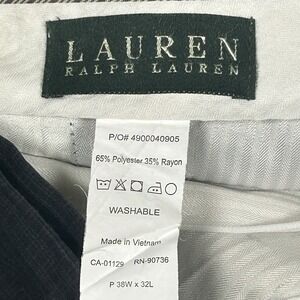 LAUREN
RALPH LAUREN
P/O# 4900040905
65% Polyester 35% Rayon
WASHABLE
Made in Vietnam
CA-01129 RN-90736
P 38W x 32L